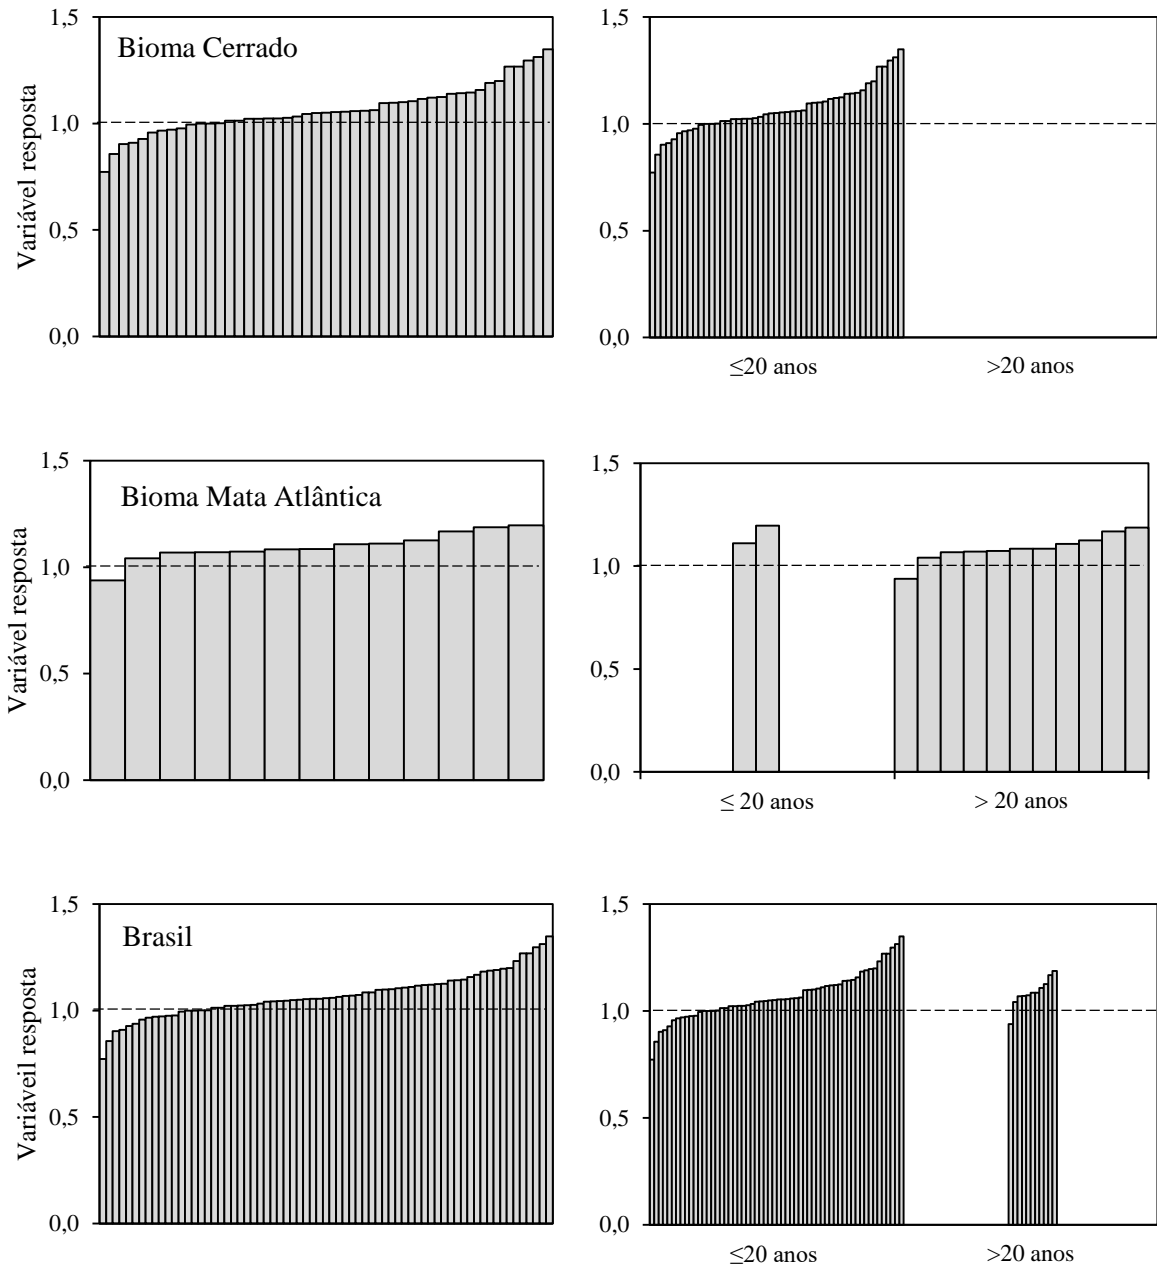 1,5
Bioma Cerrado
1,0
0,5
0,0
Variável resposta
1,5
1,0
0,5
0,0
≤20 anos
>20 anos
1,5
Bioma Mata Atlântica
1,0
0,5
0,0
Variável resposta
1,5
1,0
0,5
0,0
≤ 20 anos
> 20 anos
1,5
Brasil
1,0
0,5
0,0
Variáveil resposta
1,5
1,0
0,5
0,0
≤20 anos
>20 anos